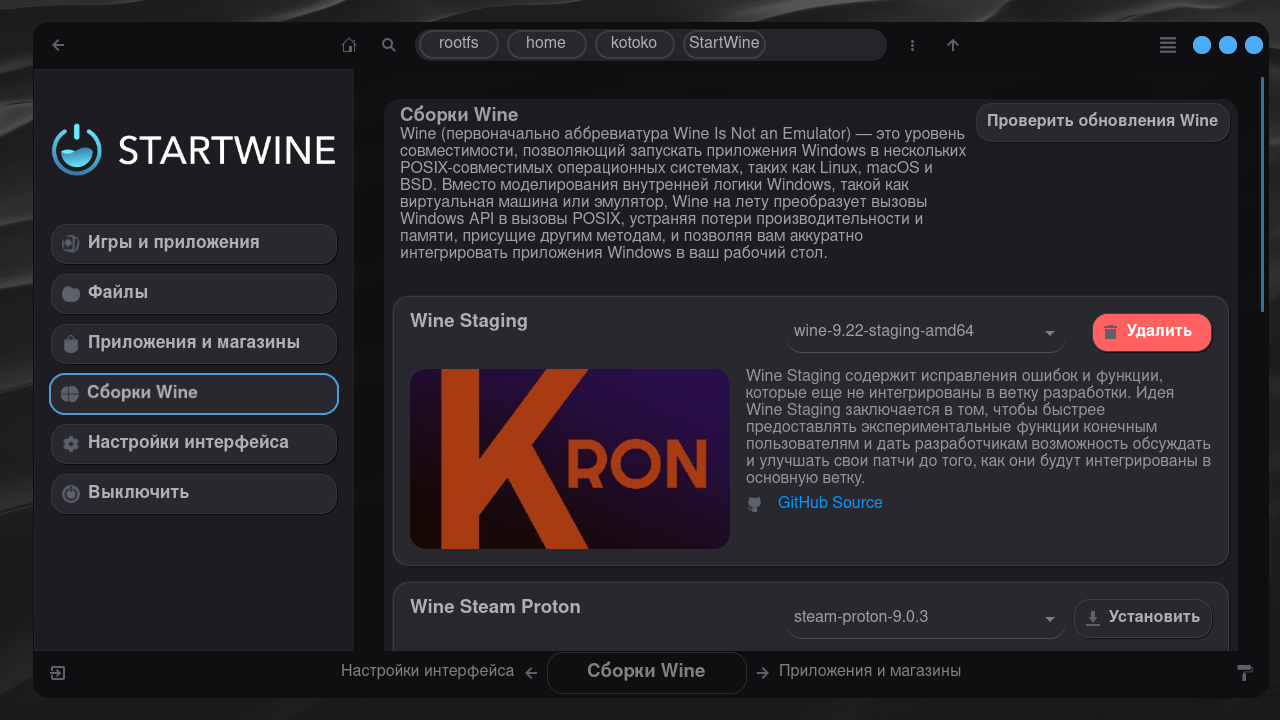 rootfs
home
kotoko
StartWine
STARTWINE
Игры и приложения
Файлы
Приложения и магазины
Сборки Wine
Настройки интерфейса
Выключить
Сборки Wine
Wine (первоначально аббревиатура Wine Is Not an Emulator) — это уровень
совместимости, позволяющий запускать приложения Windows в нескольких
POSIX-совместимых операционных системах, таких как Linux, macOS и
BSD. Вместо моделирования внутренней логики Windows, такой как
виртуальная машина или эмулятор, Wine на лету преобразует вызовы
Windows API в вызовы POSIX, устраняя потери производительности и
памяти, присущие другим методам, и позволяя вам аккуратно
интегрировать приложения Windows в ваш рабочий стол.
Проверить обновления Wine
Wine Staging
wine-9.22-staging-amd64
Удалить
KRON
Wine Staging содержит исправления ошибок и функции,
которые еще не интегрированы в ветку разработки. Идея
Wine Staging заключается в том, чтобы быстрее
предоставлять экспериментальные функции конечным
пользователям и дать разработчикам возможность обсуждать
и улучшать свои патчи до того, как они будут интегрированы в
основную ветку.
GitHub Source
Wine Steam Proton
steam-proton-9.0.3
Установить
Настройки интерфейса
Сборки Wine
Приложения и магазины